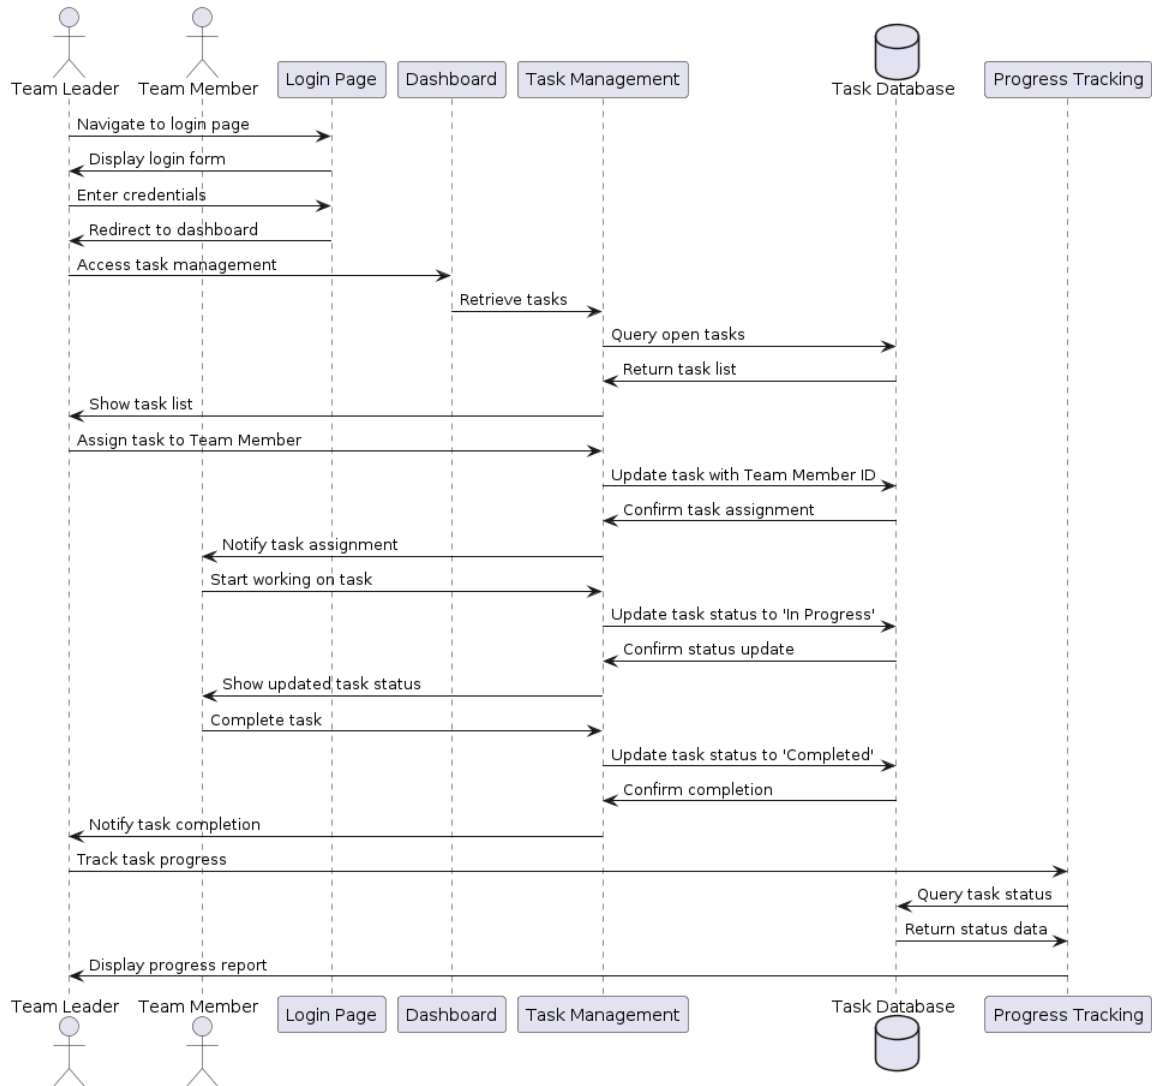 Team Leader
Team Member
Login Page
Dashboard
Task Management
Task Database
Progress Tracking
Navigate to login page
Display login form
Enter credentials
Redirect to dashboard
Access task management
Retrieve tasks
Query open tasks
Return task list
Show task list
Assign task to Team Member
Update task with Team Member ID
Confirm task assignment
Notify task assignment
Start working on task
Update task status to 'In Progress'
Confirm status update
Show updated task status
Complete task
Update task status to 'Completed'
Confirm completion
Notify task completion
Track task progress
Query task status
Return status data
Display progress report
Team Leader
Team Member
Login Page
Dashboard
Task Management
Task Database
Progress Tracking